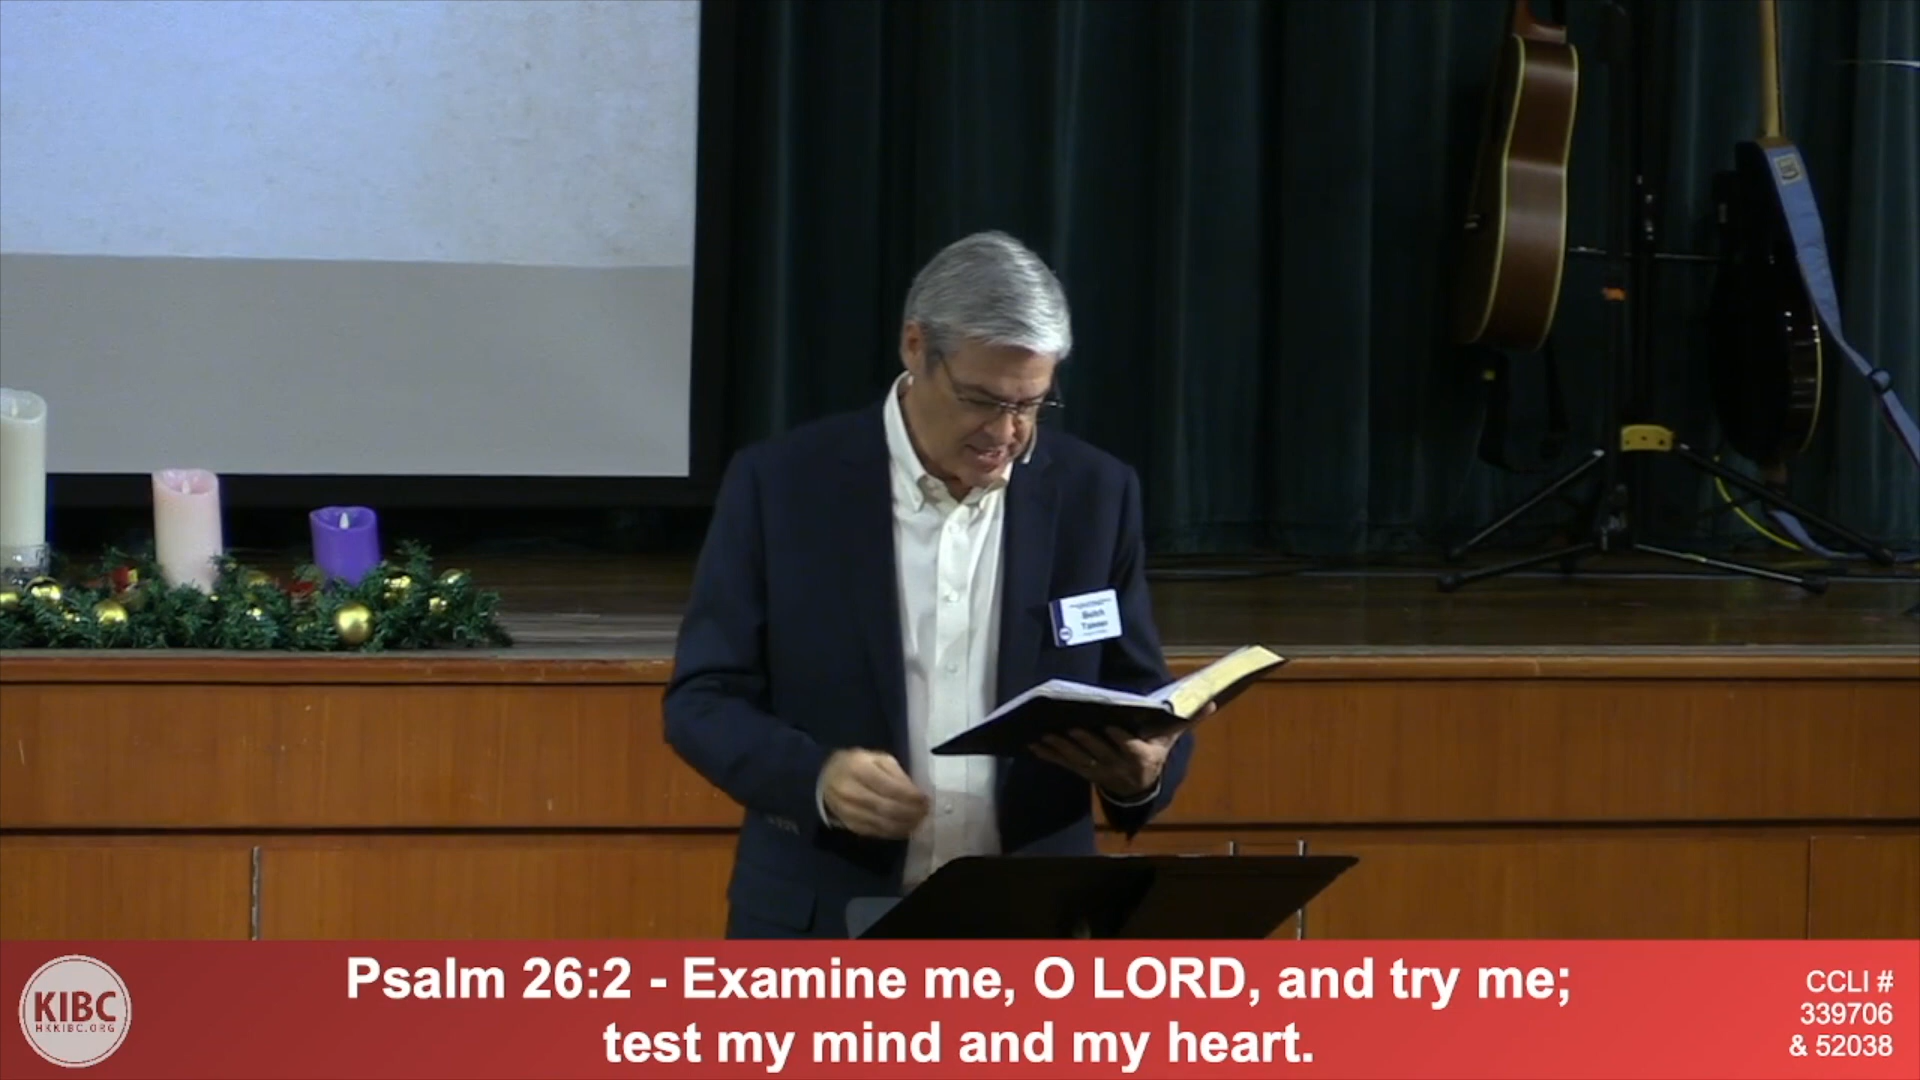 Butch
Tanner
KIBC
HKKIBC.ORG
Psalm 26:2 - Examine me, O LORD, and try me;
test my mind and my heart.
CCLI #
339706
& 52038